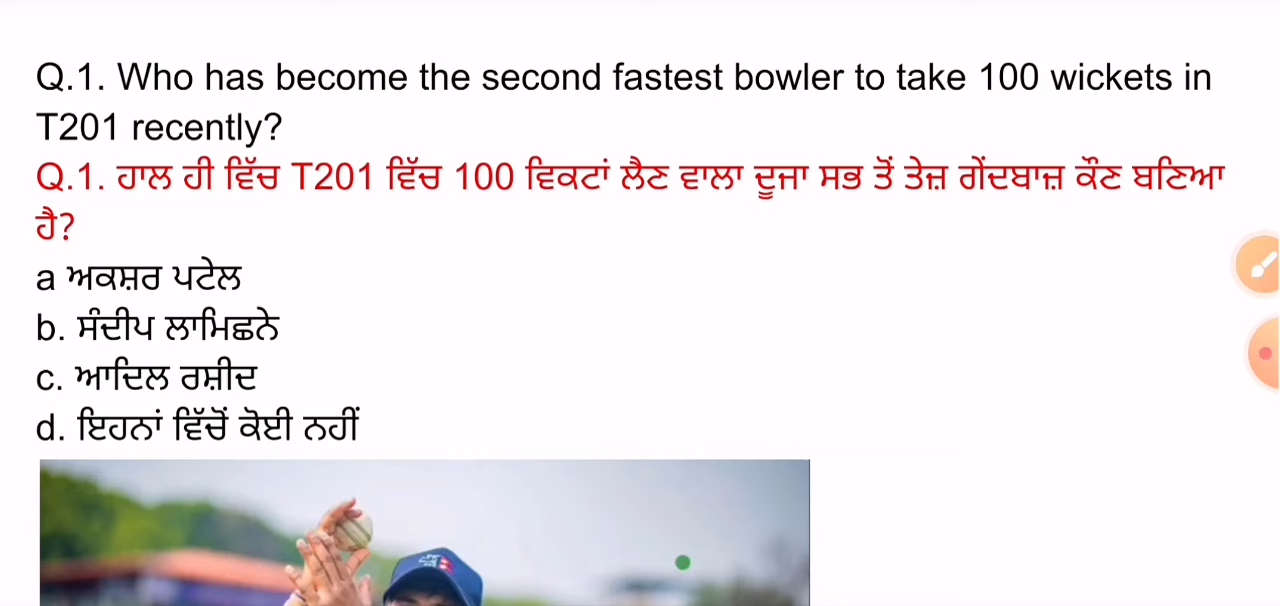 Q.1. Who has become the second fastest bowler to take 100 wickets in
T201 recently?
Q.1. ਹਾਲ ਹੀ ਵਿੱਚ T201 ਵਿੱਚ 100 ਵਿਕਟਾਂ ਲੈਣ ਵਾਲਾ ਦੂਜਾ ਸਭ ਤੋਂ ਤੇਜ਼ ਗੇਂਦਬਾਜ਼ ਕੌਣ ਬਣਿਆ
ਹੈ?
a ਅਕਸ਼ਰ ਪਟੇਲ
b. ਸੰਦੀਪ ਲਾਮਿਛਨੇ
c. ਆਦਿਲ ਰਸ਼ੀਦ
d. ਇਹਨਾਂ ਵਿੱਚੋਂ ਕੋਈ ਨਹੀਂ